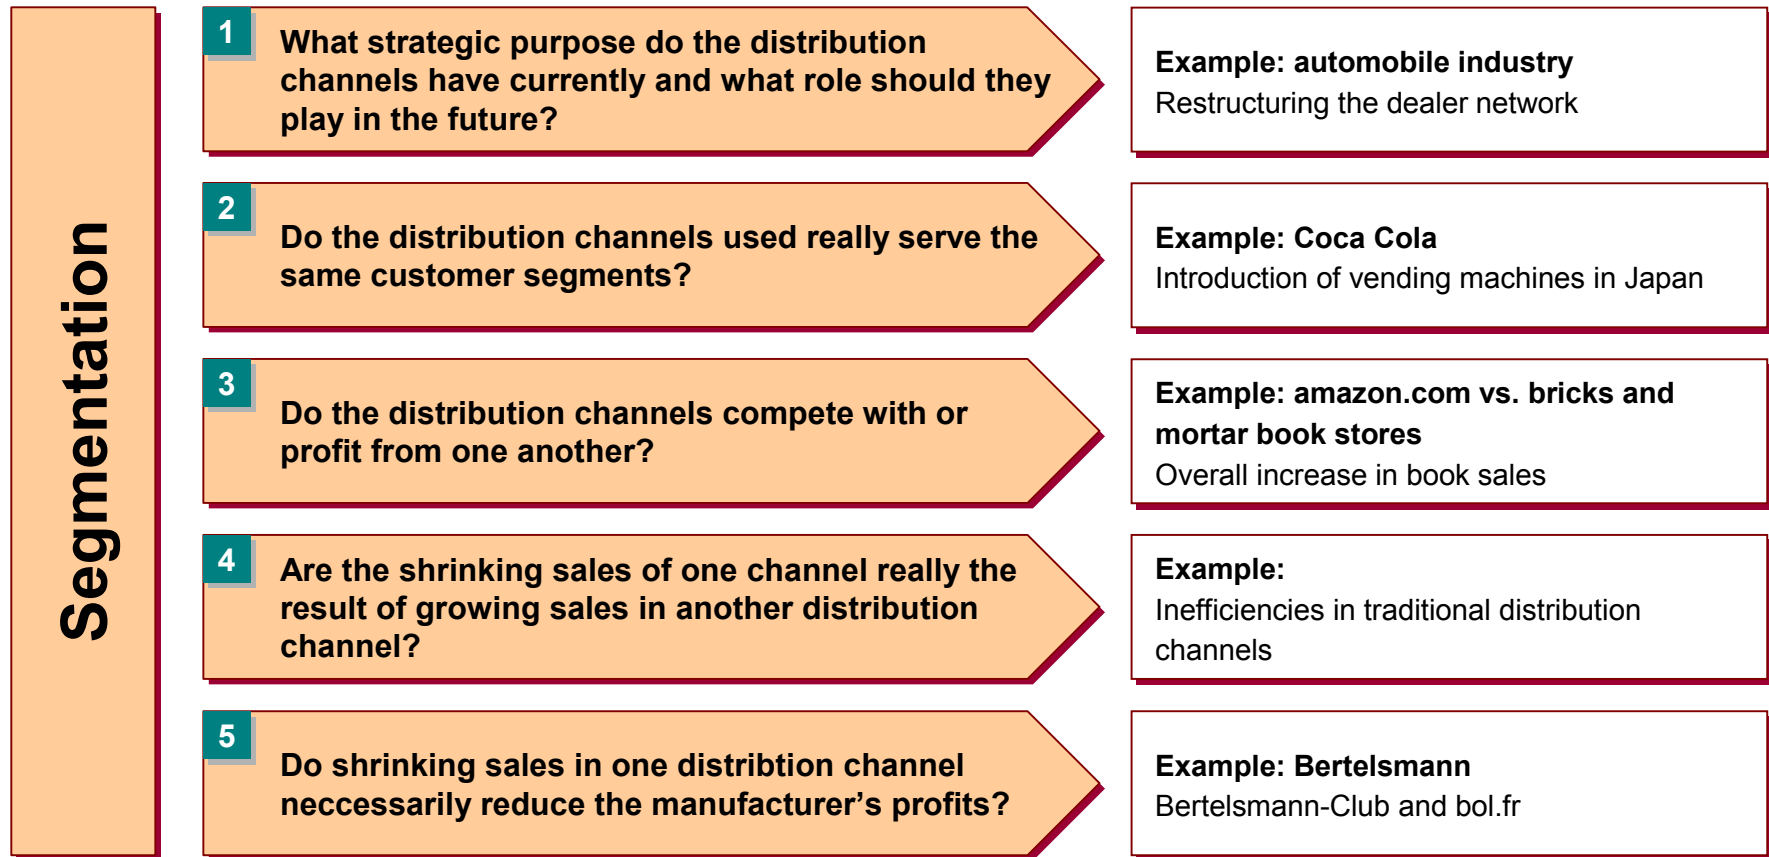 Segmentation
1
What strategic purpose do the distribution
channels have currently and what role should they
play in the future?
Example: automobile industry
Restructuring the dealer network
2
Do the distribution channels used really serve the
same customer segments?
Example: Coca Cola
Introduction of vending machines in Japan
3
Do the distribution channels compete with or
profit from one another?
Example: amazon.com vs. bricks and
mortar book stores
Overall increase in book sales
4
Are the shrinking sales of one channel really the
result of growing sales in another distribution
channel?
Example:
Inefficiencies in traditional distribution
channels
5
Do shrinking sales in one distribtion channel
neccessarily reduce the manufacturer’s profits?
Example: Bertelsmann
Bertelsmann-Club and bol.fr